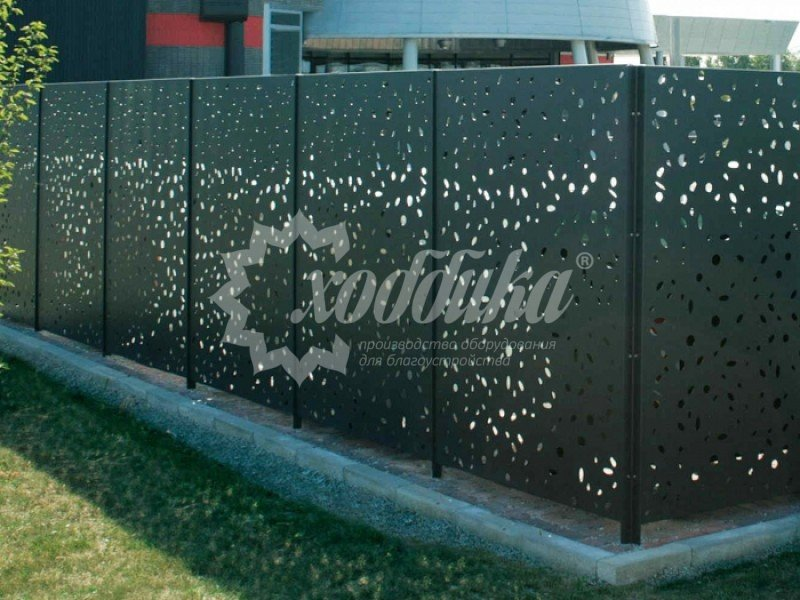 хоббика®
производство оборудования
для благоустройства